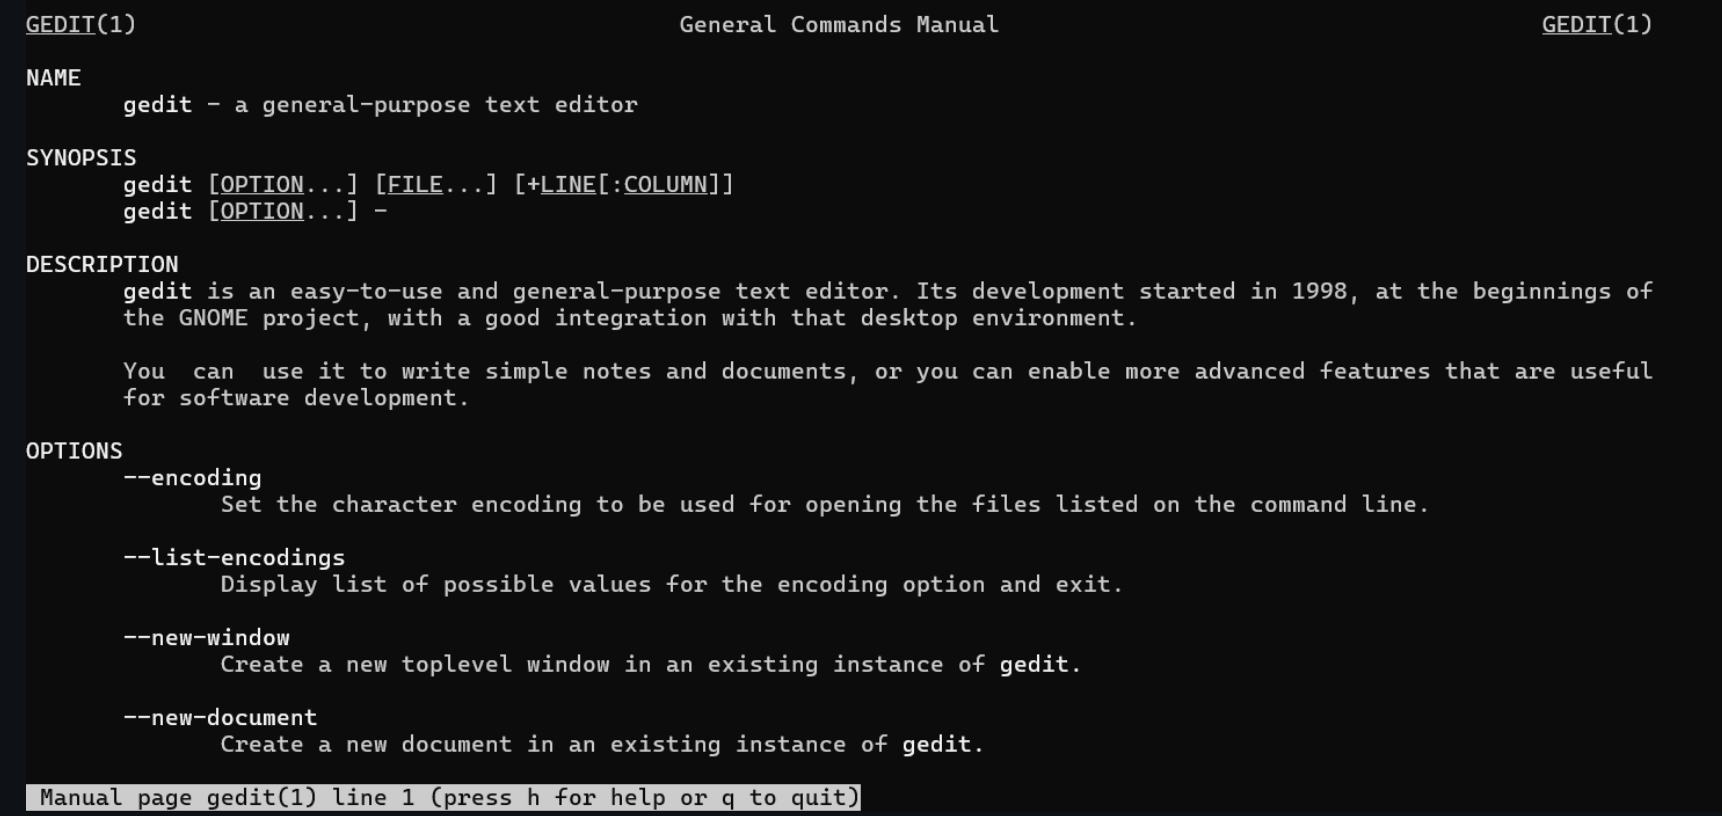 GEDIT(1) General Commands Manual GEDIT(1)
NAME
gedit - a general-purpose text editor
SYNOPSIS
gedit [OPTION...] [FILE...] [+LINE[:COLUMN]]
gedit [OPTION...] -
DESCRIPTION
gedit is an easy-to-use and general-purpose text editor. Its development started in 1998, at the beginnings of
the GNOME project, with a good integration with that desktop environment.
You can use it to write simple notes and documents, or you can enable more advanced features that are useful
for software development.
OPTIONS
--encoding
Set the character encoding to be used for opening the files listed on the command line.
--list-encodings
Display list of possible values for the encoding option and exit.
--new-window
Create a new toplevel window in an existing instance of gedit.
--new-document
Create a new document in an existing instance of gedit.
Manual page gedit(1) line 1 (press h for help or q to quit)